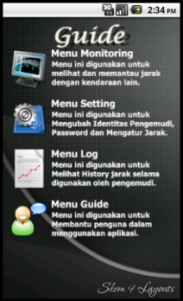 2:34 PM
Guide
Menu Monitoring
Menu ini digunakan untuk
melihat dan memantau jarak
dengan kendaraan lain.
Menu Setting
Menu ini digunakan untuk
Mengubah Identitas Pengemudi,
Password dan Mengatur Jarak.
Menu Log
Menu ini digunakan untuk
Melihat History Jarak selama
digunakan oleh pengemudi.
Menu Guide
Menu ini digunakan untuk
Membantu penguna dalam
menggunakan aplikasi.